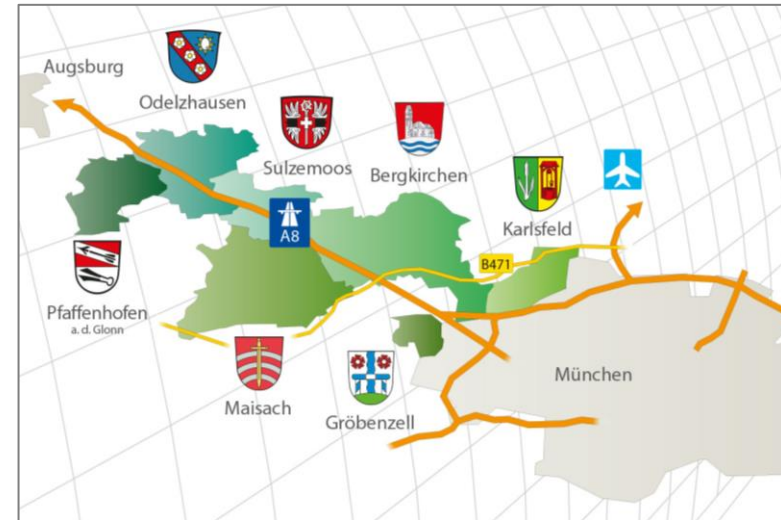 Augsburg
Odelzhausen
Sulzemoos
Bergkirchen
Karlsfeld
A8
B471
Pfaffenhofen
a. d. Glonn
Maisach
Gröbenzell
München